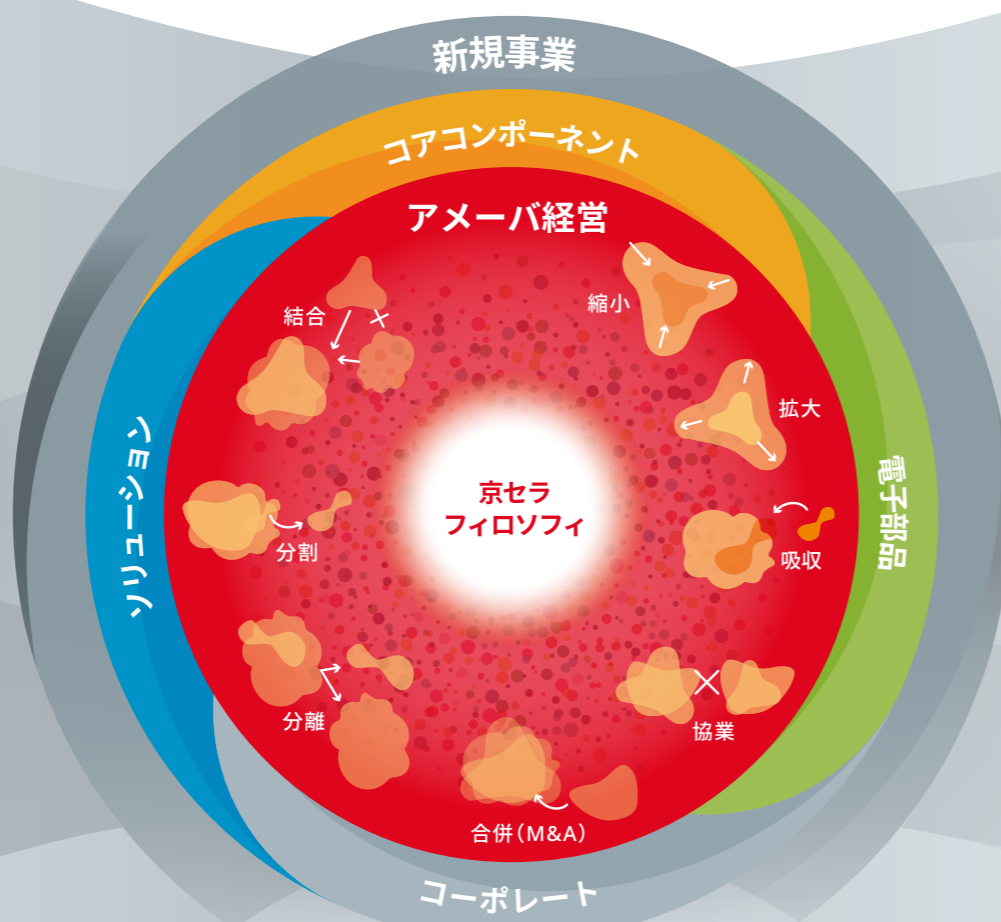 新規事業
コアコンポーネント
アメーバ経営
結合
縮小
拡大
ソリューション
京セラ
フィロソフィ
電子部品
分割
吸収
分離
協業
合併（M&A）
コーポレート